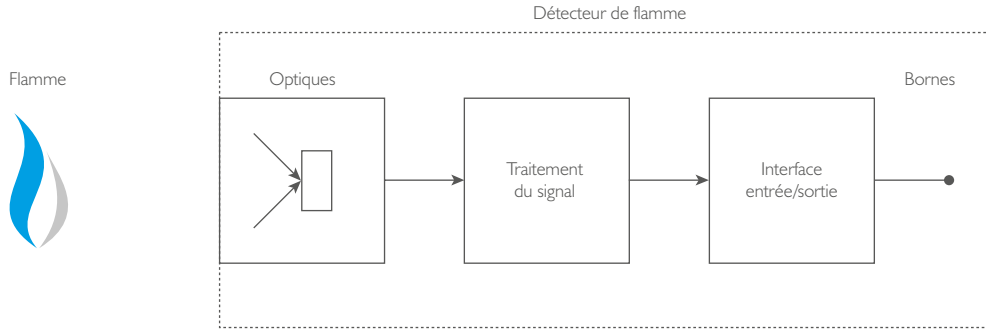 Détecteur de flamme
Flamme
Optiques
Bornes
Traitement
du signal
Interface
entrée/sortie